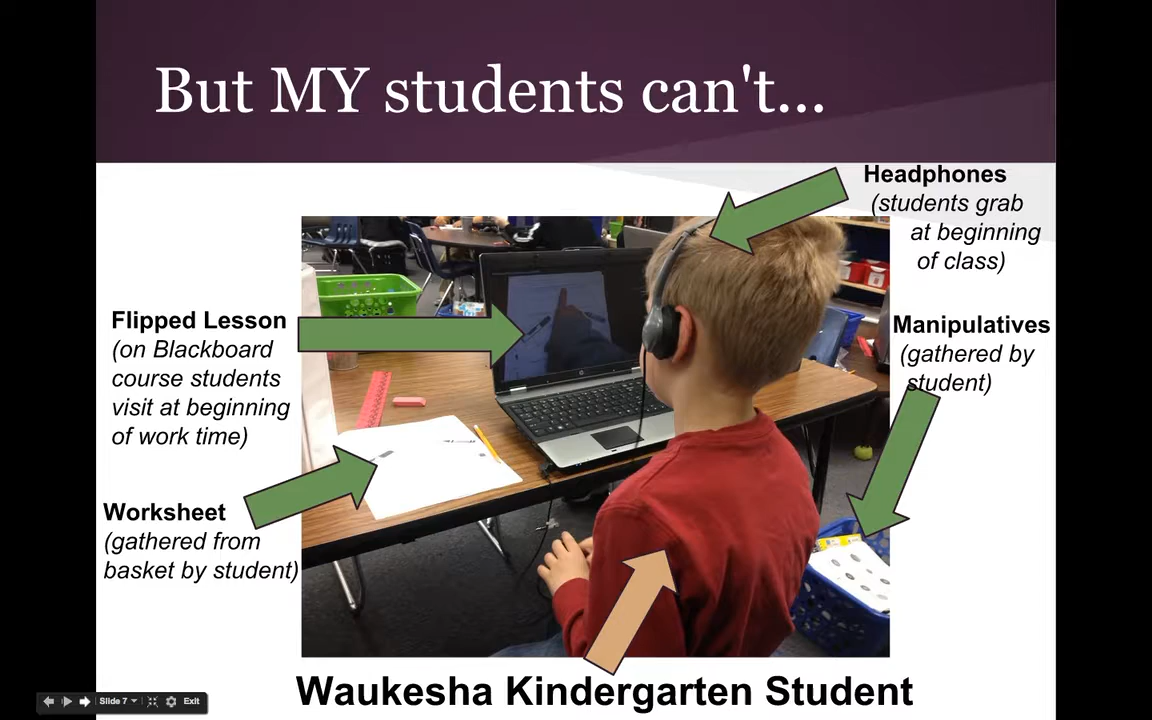 But MY students can't...
Headphones
(students grab
at beginning
of class)
Flipped Lesson
(on Blackboard
course students
visit at beginning
of work time)
Manipulatives
(gathered by
student)
Worksheet
(gathered from
basket by student)
Waukesha Kindergarten Student
Slide 7
Exit